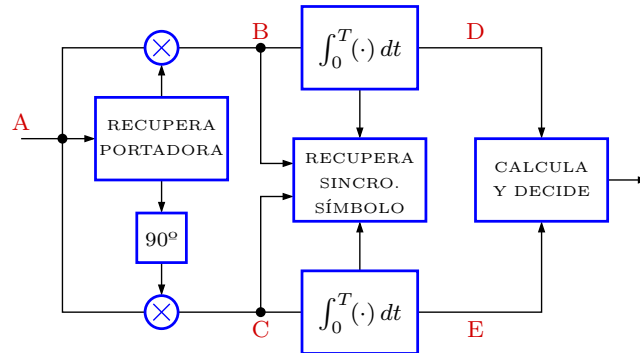 B
∫₀ᵀ(·) dt
D
A
RECUPERA
PORTADORA
RECUPERA
SINCRO.
SÍMBOLO
CALCULA
Y DECIDE
90º
C
∫₀ᵀ(·) dt
E